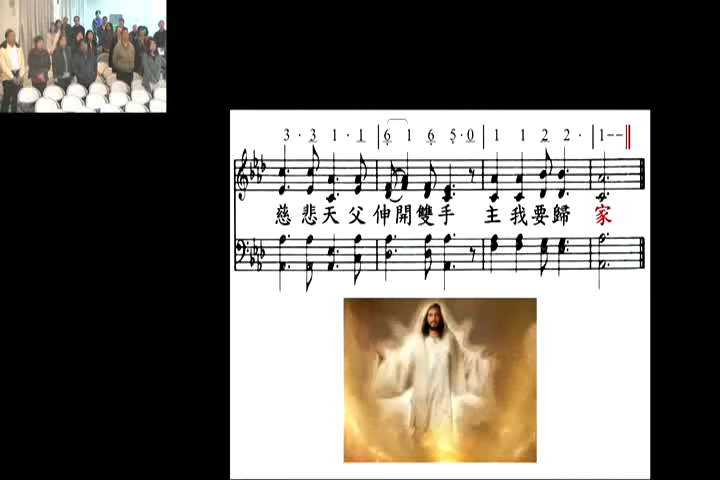 3 · 3 1 · 1 | 6 1 6 5 · 0 | 1 1 2 2 · | 1 -- ||
慈悲天父伸開雙手 主我要歸家